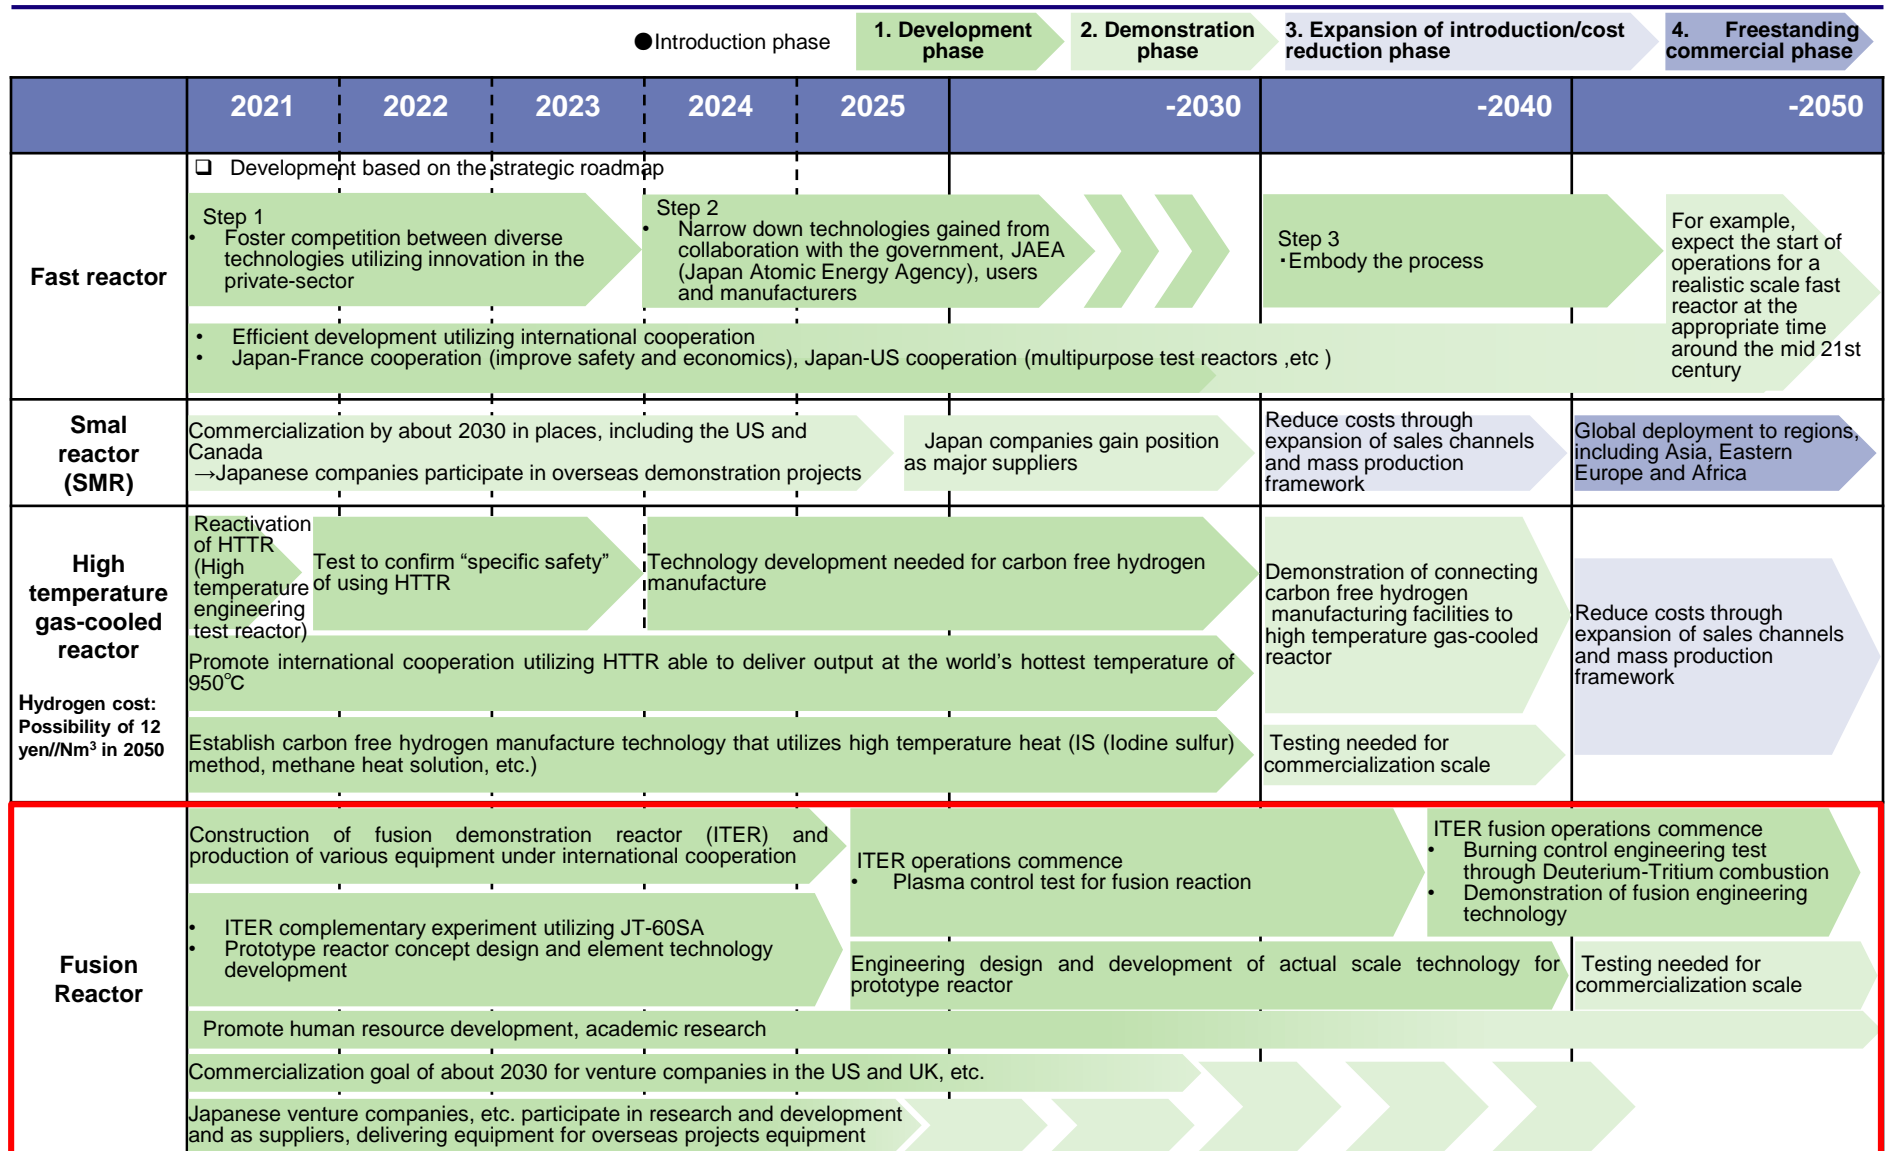 ●Introduction phase
1. Development
phase
2. Demonstration
phase
3. Expansion of introduction/cost
reduction phase
4. Freestanding
commercial phase
2021
2022
2023
2024
2025
-2030
-2040
-2050
Fast reactor
❑ Development based on the strategic roadmap
Step 1
• Foster competition between diverse
technologies utilizing innovation in the
private-sector
Step 2
• Narrow down technologies gained from
collaboration with the government, JAEA
(Japan Atomic Energy Agency), users
and manufacturers
Step 3
・Embody the process
For example,
expect the start of
operations for a
realistic scale fast
reactor at the
appropriate time
around the mid 21st
century
• Efficient development utilizing international cooperation
• Japan-France cooperation (improve safety and economics), Japan-US cooperation (multipurpose test reactors ,etc )
Smal
reactor
(SMR)
Commercialization by about 2030 in places, including the US and
Canada
→Japanese companies participate in overseas demonstration projects
Japan companies gain position
as major suppliers
Reduce costs through
expansion of sales channels
and mass production
framework
Global deployment to regions,
including Asia, Eastern
Europe and Africa
High
temperature
gas-cooled
reactor
Hydrogen cost:
Possibility of 12
yen//Nm³ in 2050
Reactivation
of HTTR
(High
temperature
engineering
test reactor)
Test to confirm “specific safety”
of using HTTR
Technology development needed for carbon free hydrogen
manufacture
Demonstration of connecting
carbon free hydrogen
manufacturing facilities to
high temperature gas-cooled
reactor
Reduce costs through
expansion of sales channels
and mass production
framework
Promote international cooperation utilizing HTTR able to deliver output at the world’s hottest temperature of
950℃
Establish carbon free hydrogen manufacture technology that utilizes high temperature heat (IS (Iodine sulfur)
method, methane heat solution, etc.)
Testing needed for
commercialization scale
Fusion
Reactor
Construction of fusion demonstration reactor (ITER) and
production of various equipment under international cooperation
ITER operations commence
• Plasma control test for fusion reaction
ITER fusion operations commence
• Burning control engineering test
through Deuterium-Tritium combustion
• Demonstration of fusion engineering
technology
• ITER complementary experiment utilizing JT-60SA
• Prototype reactor concept design and element technology
development
Engineering design and development of actual scale technology for
prototype reactor
Testing needed for
commercialization scale
Promote human resource development, academic research
Commercialization goal of about 2030 for venture companies in the US and UK, etc.
Japanese venture companies, etc. participate in research and development
and as suppliers, delivering equipment for overseas projects equipment